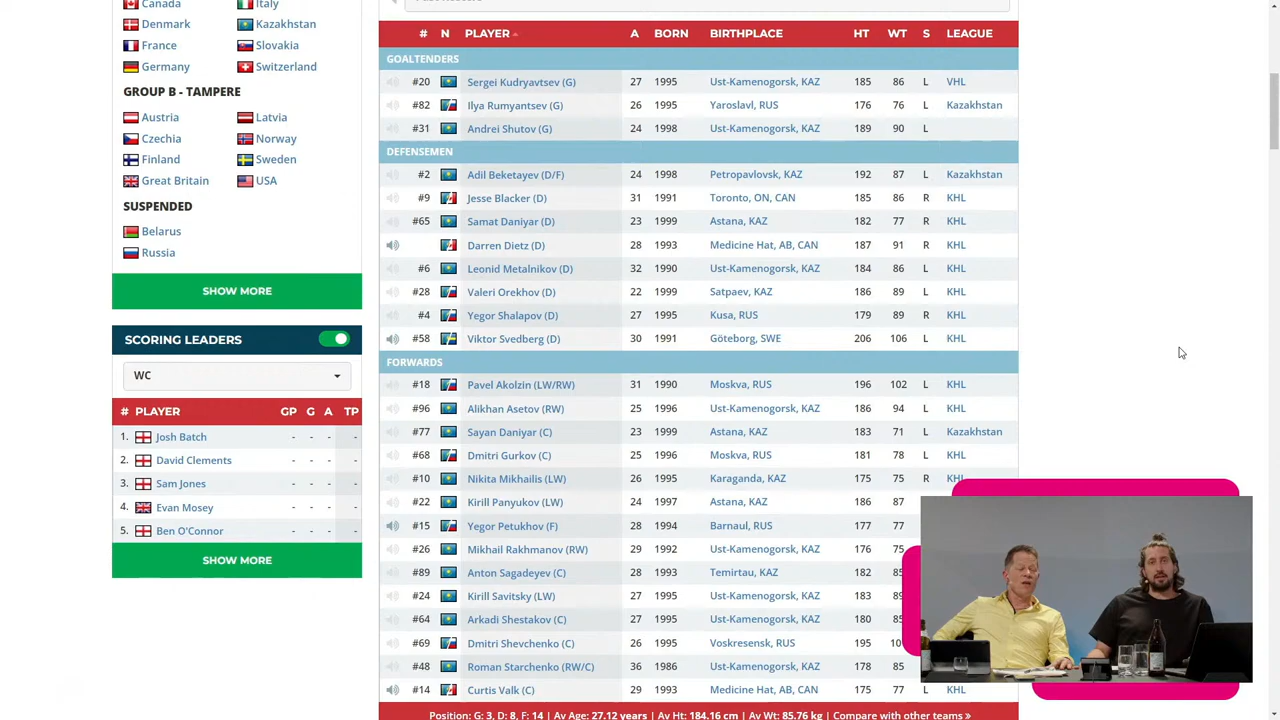 Canada Italy
Denmark Kazakhstan
France Slovakia
Germany Switzerland
GROUP B - TAMPERE
Austria Latvia
Czechia Norway
Finland Sweden
Great Britain USA
SUSPENDED
Belarus
Russia
SHOW MORE
SCORING LEADERS
WC
# PLAYER GP G A TP
1. Josh Batch - - - -
2. David Clements - - - -
3. Sam Jones - - - -
4. Evan Mosey - - - -
5. Ben O'Connor - - - -
SHOW MORE
# N PLAYER A BORN BIRTHPLACE HT WT S LEAGUE
GOALTENDERS
#20 Sergei Kudryavtsev (G) 27 1995 Ust-Kamenogorsk, KAZ 185 86 L VHL
#82 Ilya Rumyantsev (G) 26 1995 Yaroslavl, RUS 176 76 L Kazakhstan
#31 Andrei Shutov (G) 24 1998 Ust-Kamenogorsk, KAZ 189 90 L
DEFENSEMEN
#2 Adil Beketayev (D/F) 24 1998 Petropavlovsk, KAZ 192 87 L Kazakhstan
#9 Jesse Blacker (D) 31 1991 Toronto, ON, CAN 185 86 R KHL
#65 Samat Daniyar (D) 23 1999 Astana, KAZ 182 77 R KHL
Darren Dietz (D) 28 1993 Medicine Hat, AB, CAN 187 91 R KHL
#6 Leonid Metalnikov (D) 32 1990 Ust-Kamenogorsk, KAZ 184 86 L KHL
#28 Valeri Orekhov (D) 22 1999 Satpaev, KAZ 186 89 L KHL
#4 Yegor Shalapov (D) 27 1995 Kusa, RUS 179 89 R KHL
#58 Viktor Svedberg (D) 30 1991 Göteborg, SWE 206 106 L KHL
FORWARDS
#18 Pavel Akolzin (LW/RW) 31 1990 Moskva, RUS 196 102 L KHL
#96 Alikhan Asetov (RW) 25 1996 Ust-Kamenogorsk, KAZ 186 94 L KHL
#77 Sayan Daniyar (C) 23 1999 Astana, KAZ 183 71 L Kazakhstan
#68 Dmitri Gurkov (C) 25 1996 Moskva, RUS 181 78 L KHL
#10 Nikita Mikhailis (LW) 26 1995 Karaganda, KAZ 175 75 R KHL
#22 Kirill Panyukov (LW) 24 1997 Astana, KAZ 186 87
#15 Yegor Petukhov (F) 28 1994 Barnaul, RUS 177 77
#26 Mikhail Rakhmanov (RW) 29 1992 Ust-Kamenogorsk, KAZ 176 75
#89 Anton Sagadeyev (C) 28 1993 Temirtau, KAZ 182
#24 Kirill Savitsky (LW) 27 1995 Ust-Kamenogorsk, KAZ 183
#64 Arkadi Shestakov (C) 27 1995 Ust-Kamenogorsk, KAZ 180
#69 Dmitri Shevchenko (C) 26 1995 Voskresensk, RUS 195
#48 Roman Starchenko (RW/C) 36 1986 Ust-Kamenogorsk, KAZ 178 85
#14 Curtis Valk (C) 29 1993 Medicine Hat, AB, CAN 175 77 L KHL
Position: G: 3, D: 8, F: 14 | Av Age: 27.12 years | Av Ht: 184.16 cm | Av Wt: 85.76 kg | Compare with other teams »